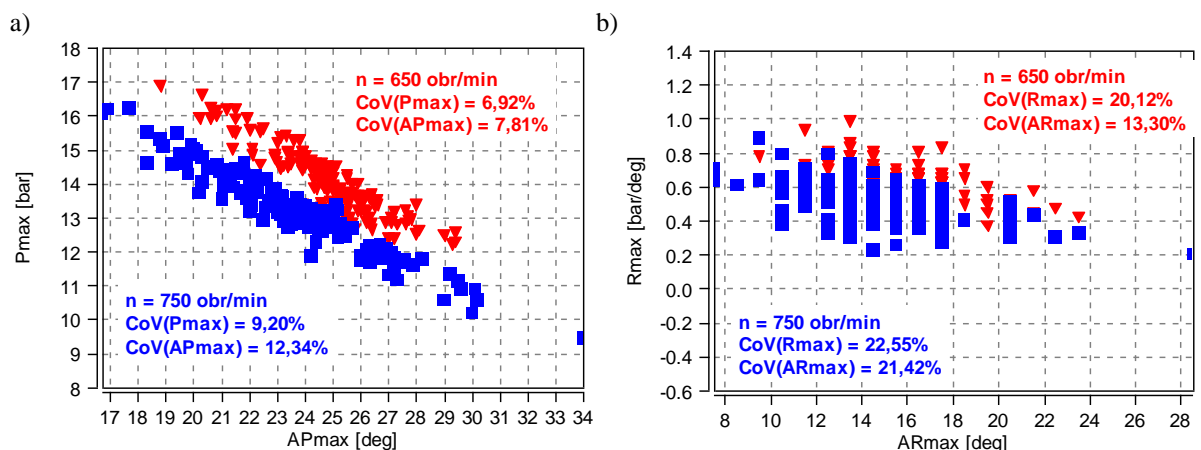 a)
18
17
16
15
14
13
12
11
10
9
8
Pmax [bar]
n = 650 obr/min
CoV(Pmax) = 6,92%
CoV(APmax) = 7,81%
n = 750 obr/min
CoV(Pmax) = 9,20%
CoV(APmax) = 12,34%
17 18 19 20 21 22 23 24 25 26 27 28 29 30 31 32 33 34
APmax [deg]
b)
1.4
1.2
1.0
0.8
0.6
0.4
0.2
0.0
-0.2
-0.4
-0.6
Rmax [bar/deg]
n = 650 obr/min
CoV(Rmax) = 20,12%
CoV(ARmax) = 13,30%
n = 750 obr/min
CoV(Rmax) = 22,55%
CoV(ARmax) = 21,42%
8 10 12 14 16 18 20 22 24 26 28
ARmax [deg]